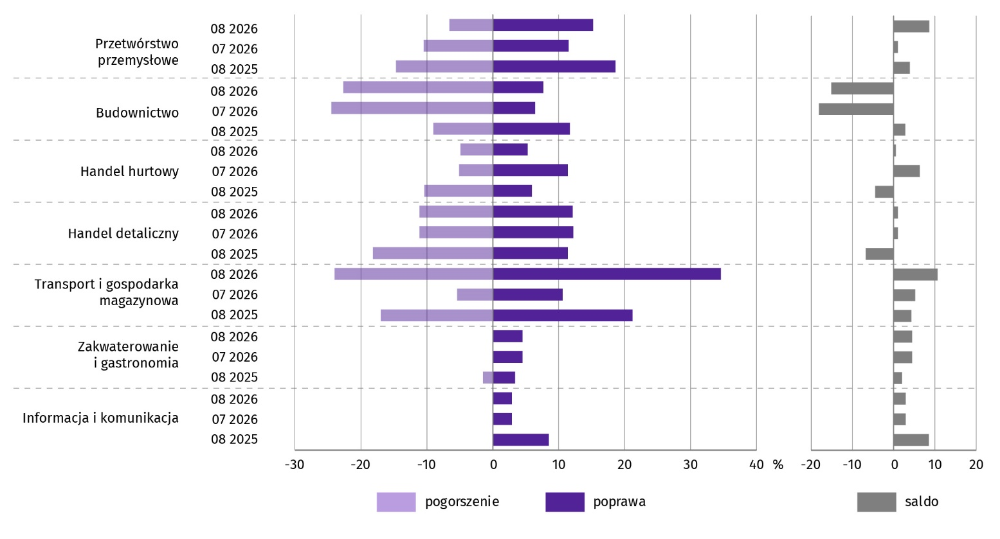 08 2026
Przetwórstwo
przemysłowe
07 2026
08 2025
08 2026
Budownictwo
07 2026
08 2025
08 2026
Handel hurtowy
07 2026
08 2025
08 2026
Handel detaliczny
07 2026
08 2025
08 2026
Transport i gospodarka
magazynowa
07 2026
08 2025
08 2026
Zakwaterowanie
i gastronomia
07 2026
08 2025
08 2026
Informacja i komunikacja
07 2026
08 2025
-30 -20 -10 0 10 20 30 40 % -20 -10 0 10 20
pogorszenie poprawa saldo